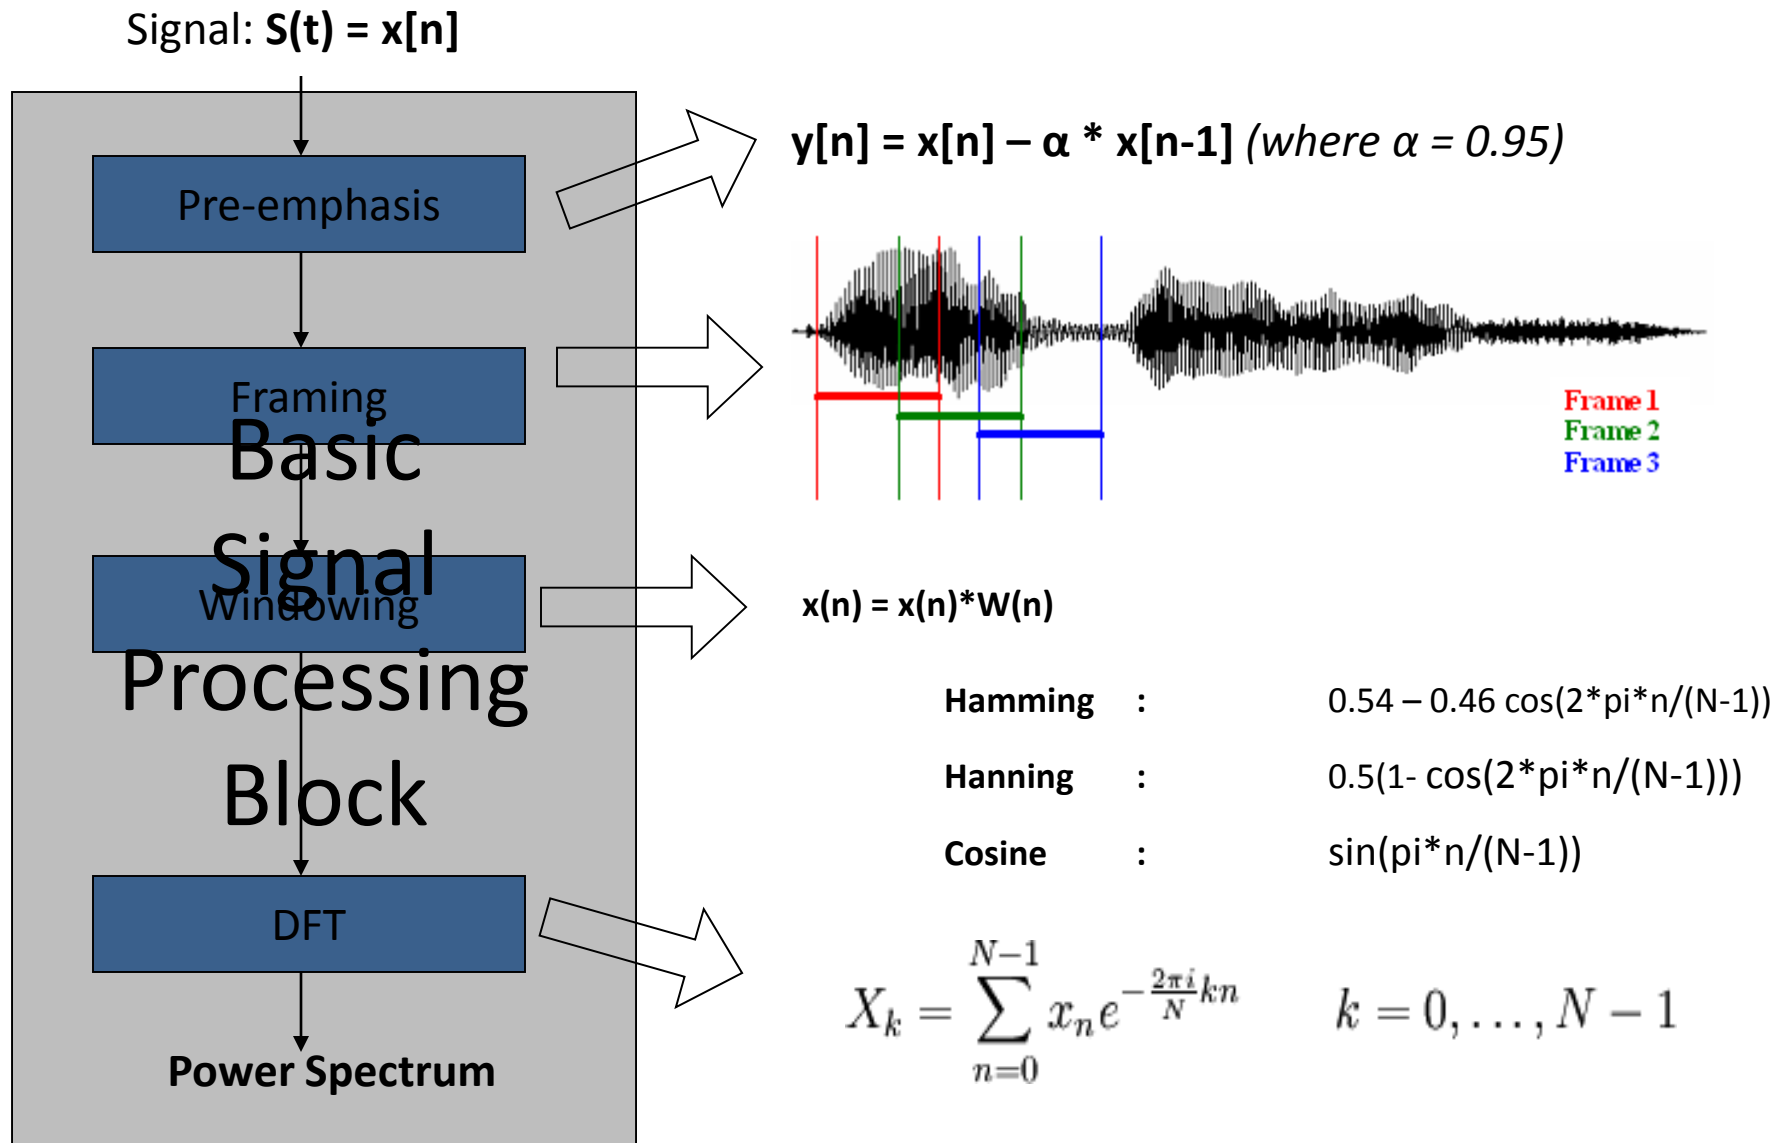 Signal: S(t) = x[n]
Pre-emphasis
y[n] = x[n] – α * x[n-1] (where α = 0.95)
Framing
Frame 1
Frame 2
Frame 3
Basic
Signal
Processing
Block
Windowing
x(n) = x(n)*W(n)
Hamming : 0.54 – 0.46 cos(2*pi*n/(N-1))
Hanning : 0.5(1- cos(2*pi*n/(N-1)))
Cosine : sin(pi*n/(N-1))
DFT
X_k = \sum_{n=0}^{N-1} x_n e^{-\frac{2\pi i}{N}kn} k = 0, . . . , N − 1
Power Spectrum